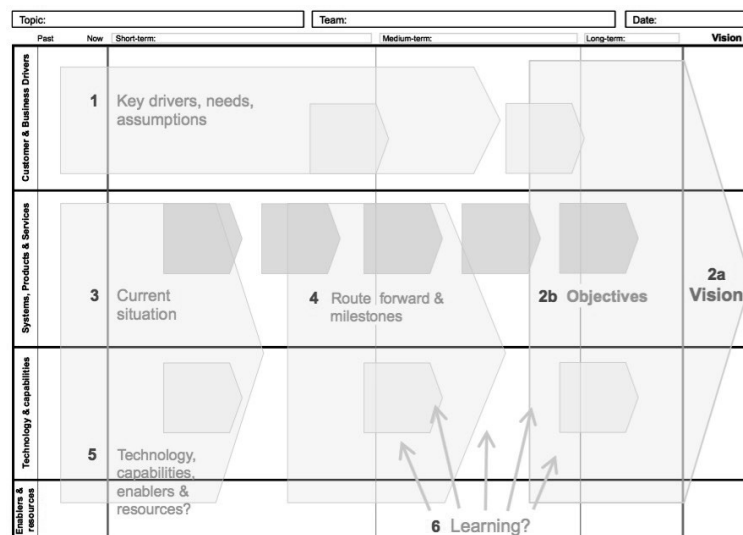 Topic:
Team:
Date:
Past
Now
Short-term:
Medium-term:
Long-term:
Vision
Customer & Business Drivers
1 Key drivers, needs,
assumptions
Systems, Products & Services
3 Current
situation
4 Route forward &
milestones
2b Objectives
2a
Vision
Technology & capabilities
5 Technology,
capabilities,
enablers &
resources?
Enablers &
resources
6 Learning?